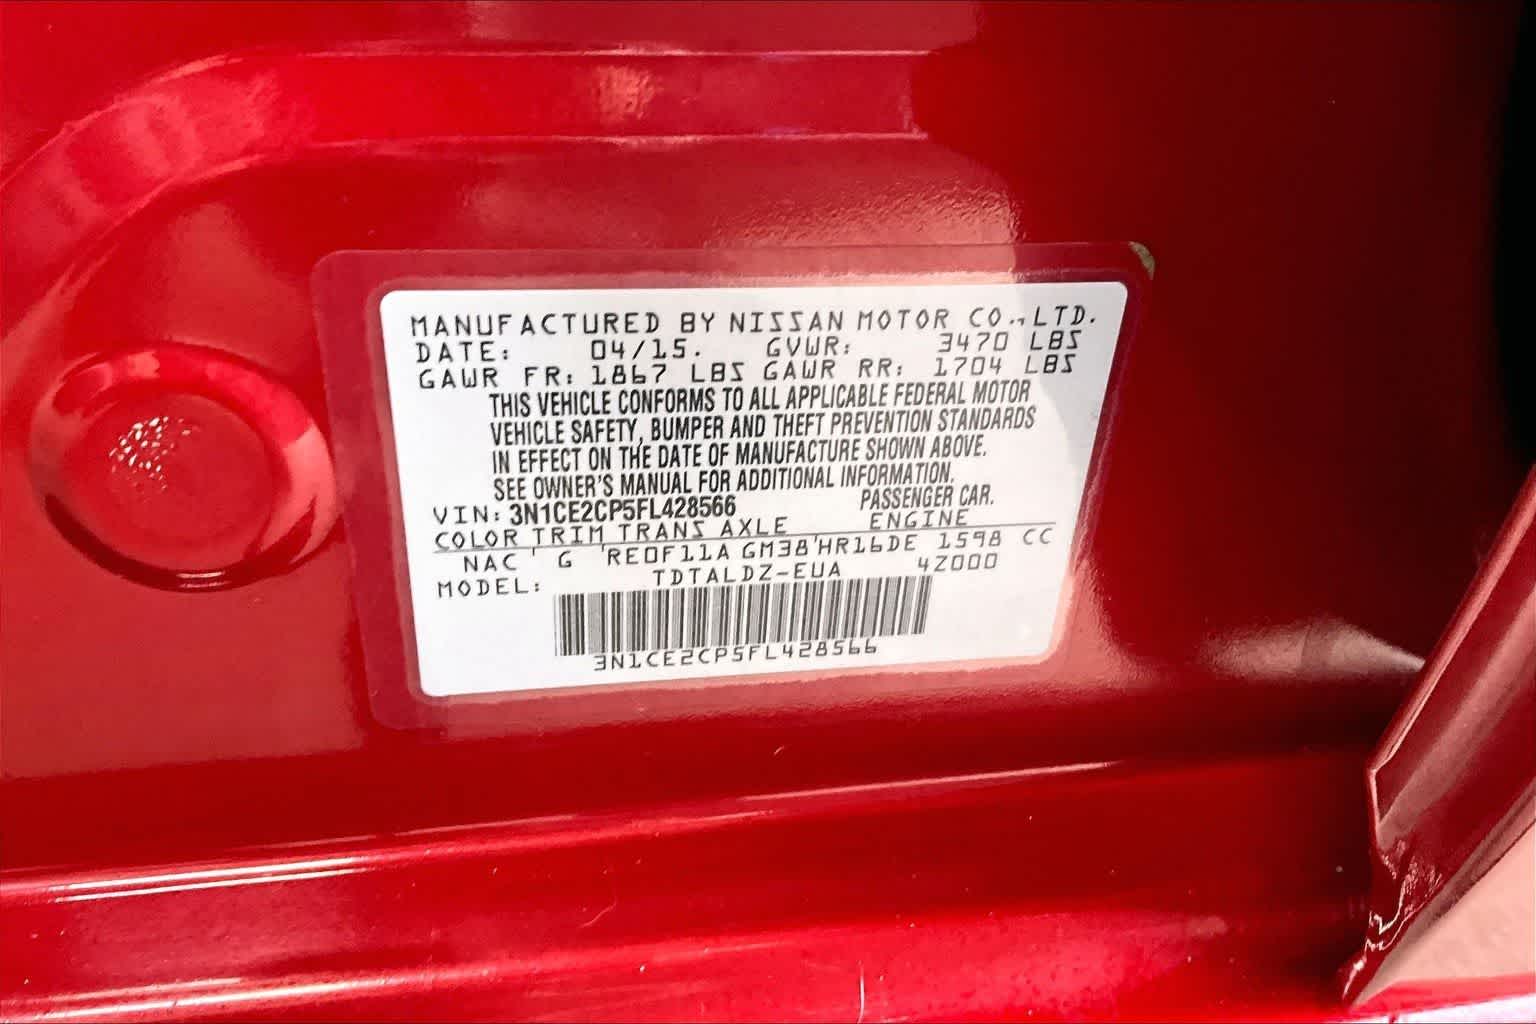 MANUFACTURED BY NISSAN MOTOR CO.,LTD.
DATE: 04/15. GVWR: 3470 LBS
GAWR FR: 1867 LBS GAWR RR: 1704 LBS
THIS VEHICLE CONFORMS TO ALL APPLICABLE FEDERAL MOTOR
VEHICLE SAFETY, BUMPER AND THEFT PREVENTION STANDARDS
IN EFFECT ON THE DATE OF MANUFACTURE SHOWN ABOVE.
SEE OWNER'S MANUAL FOR ADDITIONAL INFORMATION.
VIN: 3N1CE2CP5FL428566 PASSENGER CAR.
COLOR TRIM TRANS AXLE ENGINE
NAC ' G 'RE0F11A GM38'HR16DE 1598 CC
MODEL: TDTALDZ-EUA 4Z000
3N1CE2CP5FL428566